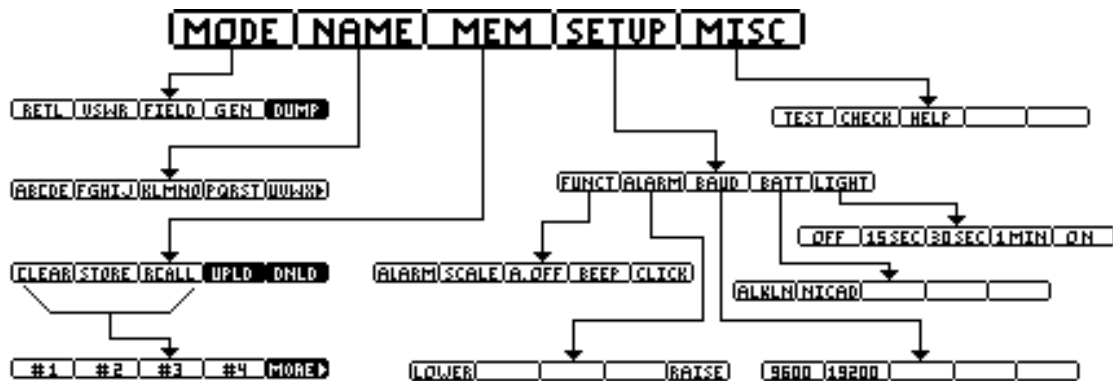 MODE NAME MEM SETUP MISC
RETL VSWR FIELD GEN DUMP
TEST CHECK HELP
ABCDE FGHIJ KLMNO PQRST UVWX
FUNCT ALARM BAUD BATT LIGHT
OFF 15SEC 30SEC 1MIN ON
CLEAR STORE RCALL UPLD DNLD
ALARM SCALE A.OFF BEEP CLICK
ALKLN NICAD
#1 #2 #3 #4 MORE
LOWER RAISE
9600 19200